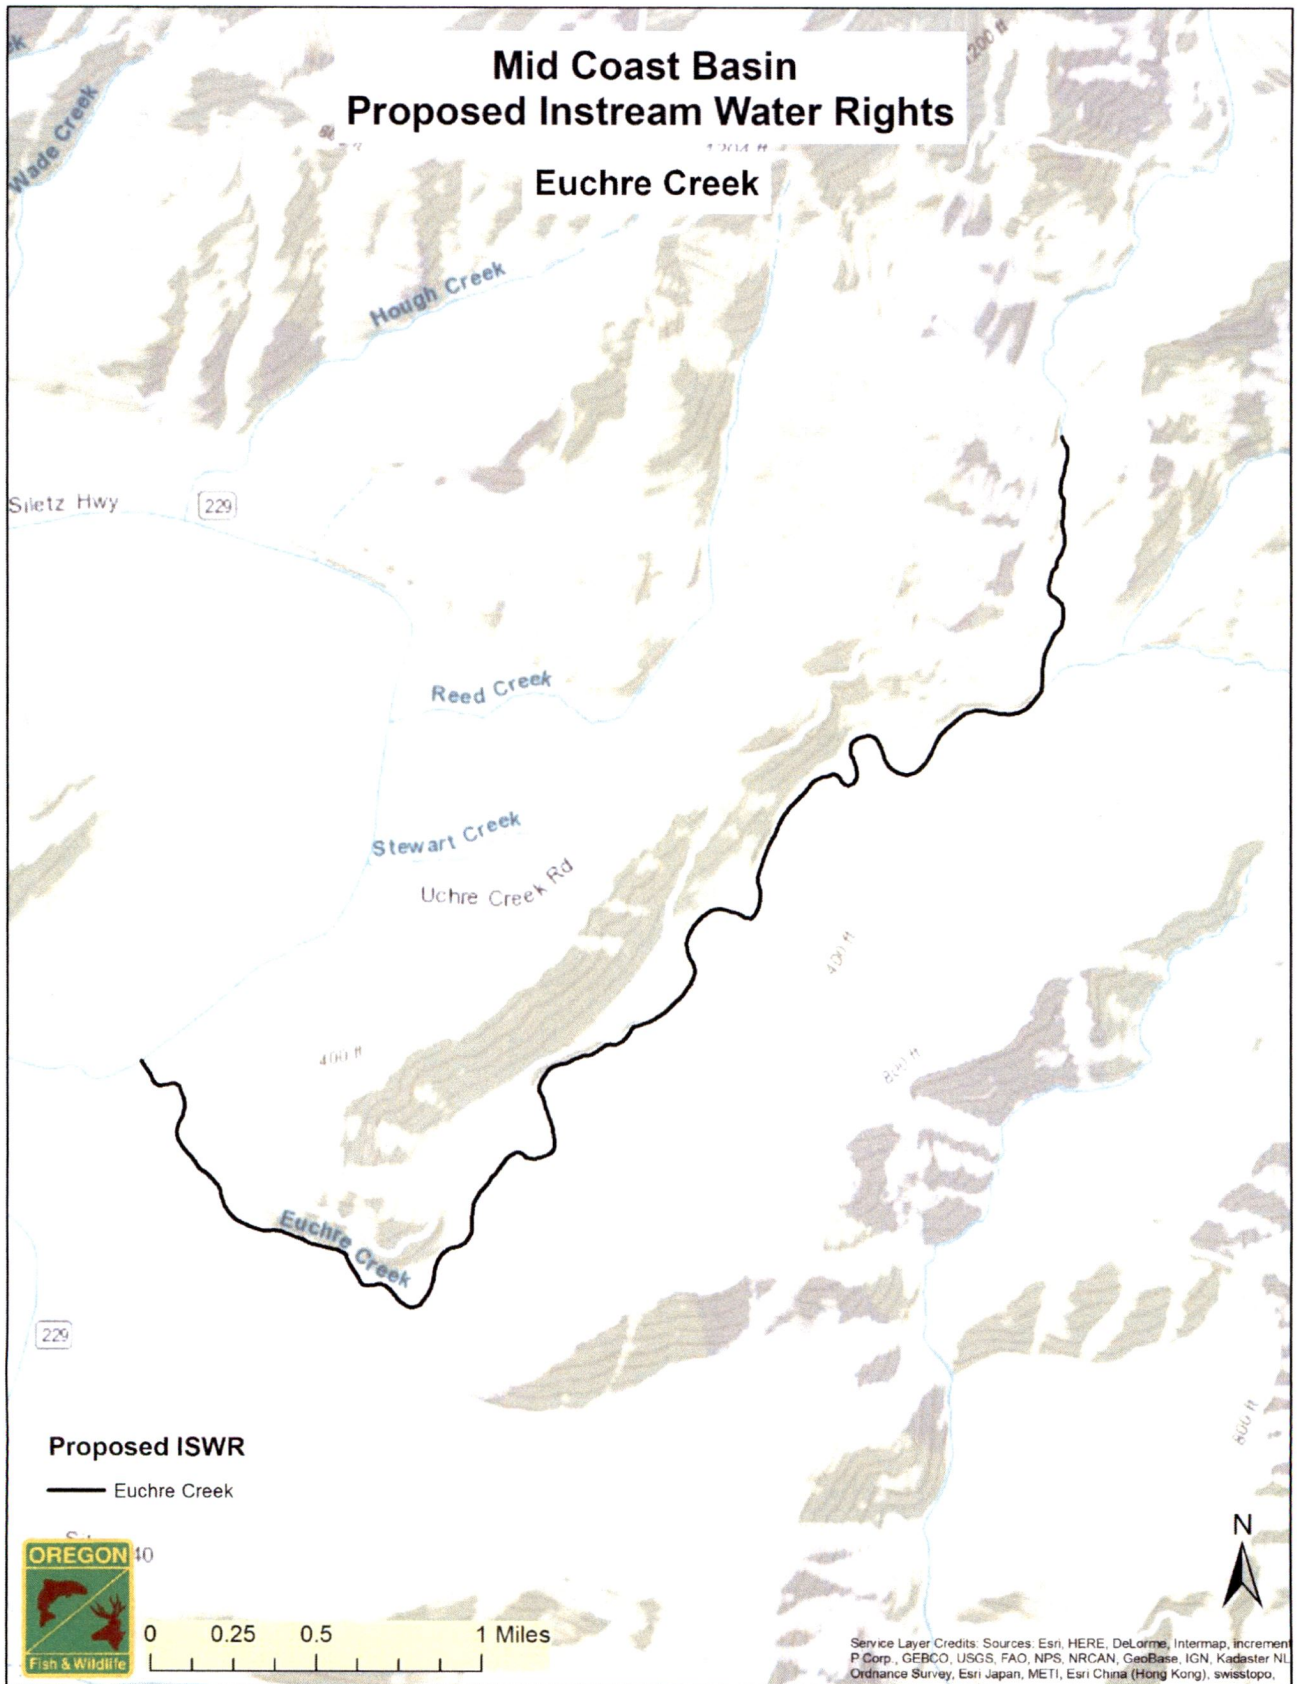 Mid Coast Basin
Proposed Instream Water Rights
Euchre Creek
Wade Creek
Hough Creek
Siletz Hwy
229
Reed Creek
Stewart Creek
Uchre Creek Rd
400 ft
400 ft
800 ft
Euchre Creek
229
800 ft
Proposed ISWR
Euchre Creek
N
OREGON
Fish & Wildlife
40
0 0.25 0.5 1 Miles
Service Layer Credits: Sources: Esri, HERE, DeLorme, Intermap, increment
P Corp., GEBCO, USGS, FAO, NPS, NRCAN, GeoBase, IGN, Kadaster NL
Ordnance Survey, Esri Japan, METI, Esri China (Hong Kong), swisstopo,